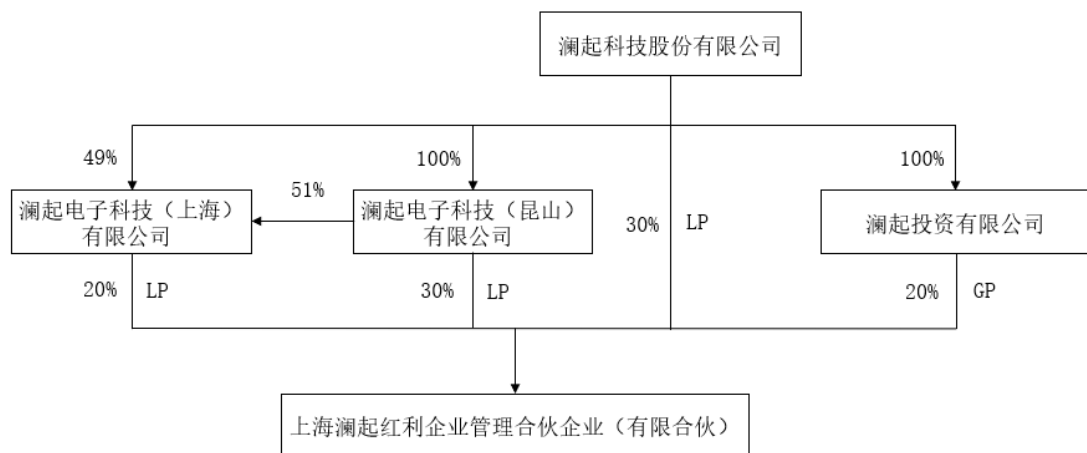 澜起科技股份有限公司
49%
100%
100%
51%
澜起电子科技（上海）
有限公司
澜起电子科技（昆山）
有限公司
30%
LP
澜起投资有限公司
20%
LP
30%
LP
20%
GP
上海澜起红利企业管理合伙企业（有限合伙）